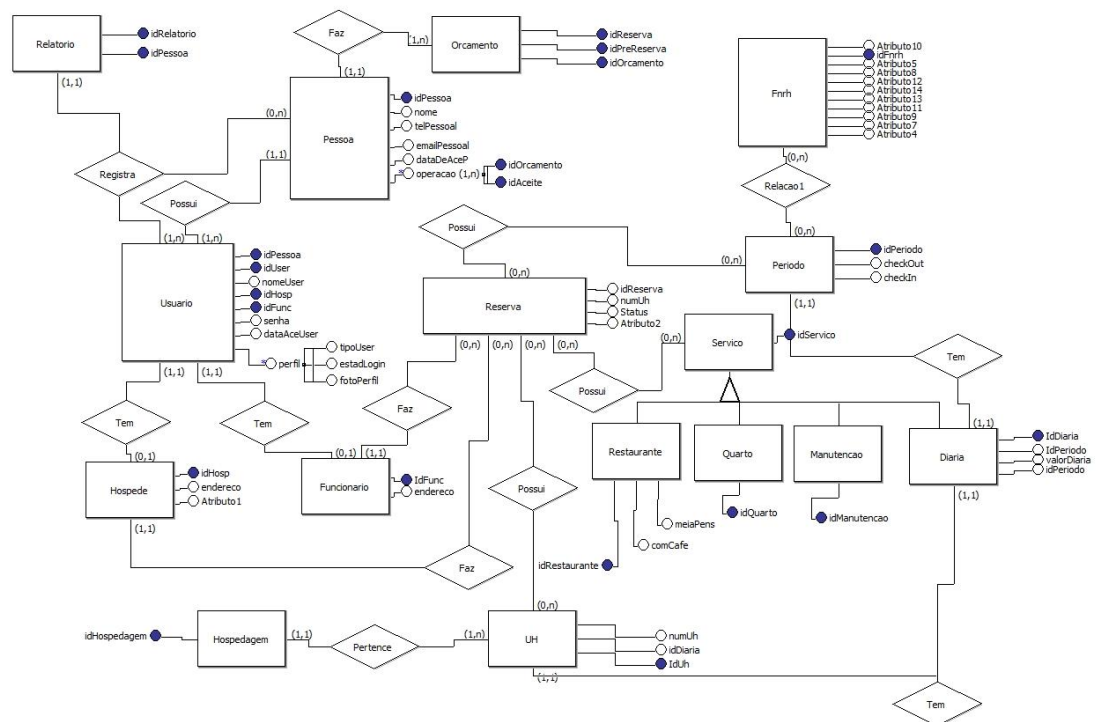 Relatorio
idRelatorio
idPessoa
(1,1)
Faz
(1,n)
(1,1)
Orcamento
idReserva
idPreReserva
idOrcamento
Fnrh
Atributo10
idFnrh
Atributo5
Atributo8
Atributo12
Atributo14
Atributo13
Atributo11
Atributo9
Atributo7
Atributo4
(0,n)
Relacao1
(0,n)
Pessoa
(0,n)
(1,1)
idPessoa
nome
telPessoal
emailPessoal
dataDeAceP
operacao (1,n)
idOrcamento
idAceite
Registra
Possui
(1,n)
(1,n)
Usuario
idPessoa
idUser
nomeUser
idHosp
idFunc
senha
dataAceUser
perfil
tipoUser
estadLogin
fotoPerfil
(1,1)
(1,1)
Possui
(0,n)
(0,n)
Periodo
idPeriodo
checkOut
checkIn
(1,1)
Reserva
idReserva
numUh
Status
Atributo2
(0,n)
(0,n)
(0,n)
(0,n)
Possui
(0,n)
Servico
idServico
Tem
(1,1)
Tem
Tem
Faz
(0,1)
(0,1)
(1,1)
Hospede
idHosp
endereco
Atributo1
(1,1)
Funcionario
IdFunc
endereco
Faz
Possui
(0,n)
Restaurante
meiaPens
comCafe
idRestaurante
Quarto
idQuarto
Manutencao
idManutencao
Diaria
IdDiaria
IdPeriodo
valorDiaria
idPeriodo
(1,1)
idHospedagem
Hospedagem
(1,1)
Pertence
(1,n)
UH
numUh
idDiaria
IdUh
(1,1)
Tem